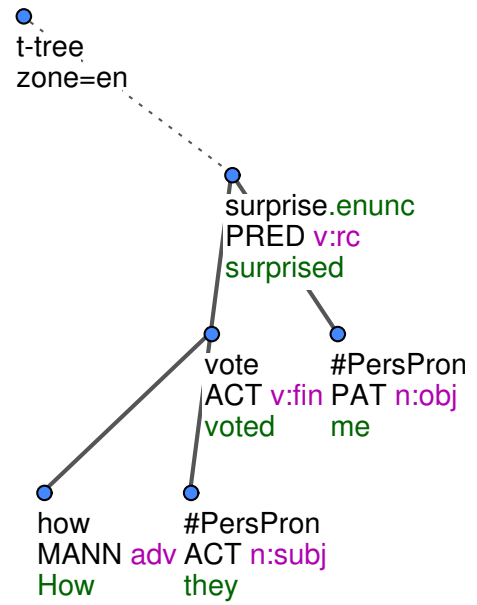 t-tree
zone=en
surprise.enunc
PRED v:rc
surprised
vote
ACT v:fin
voted
#PersPron
PAT n:obj
me
how
MANN adv
How
#PersPron
ACT n:subj
they